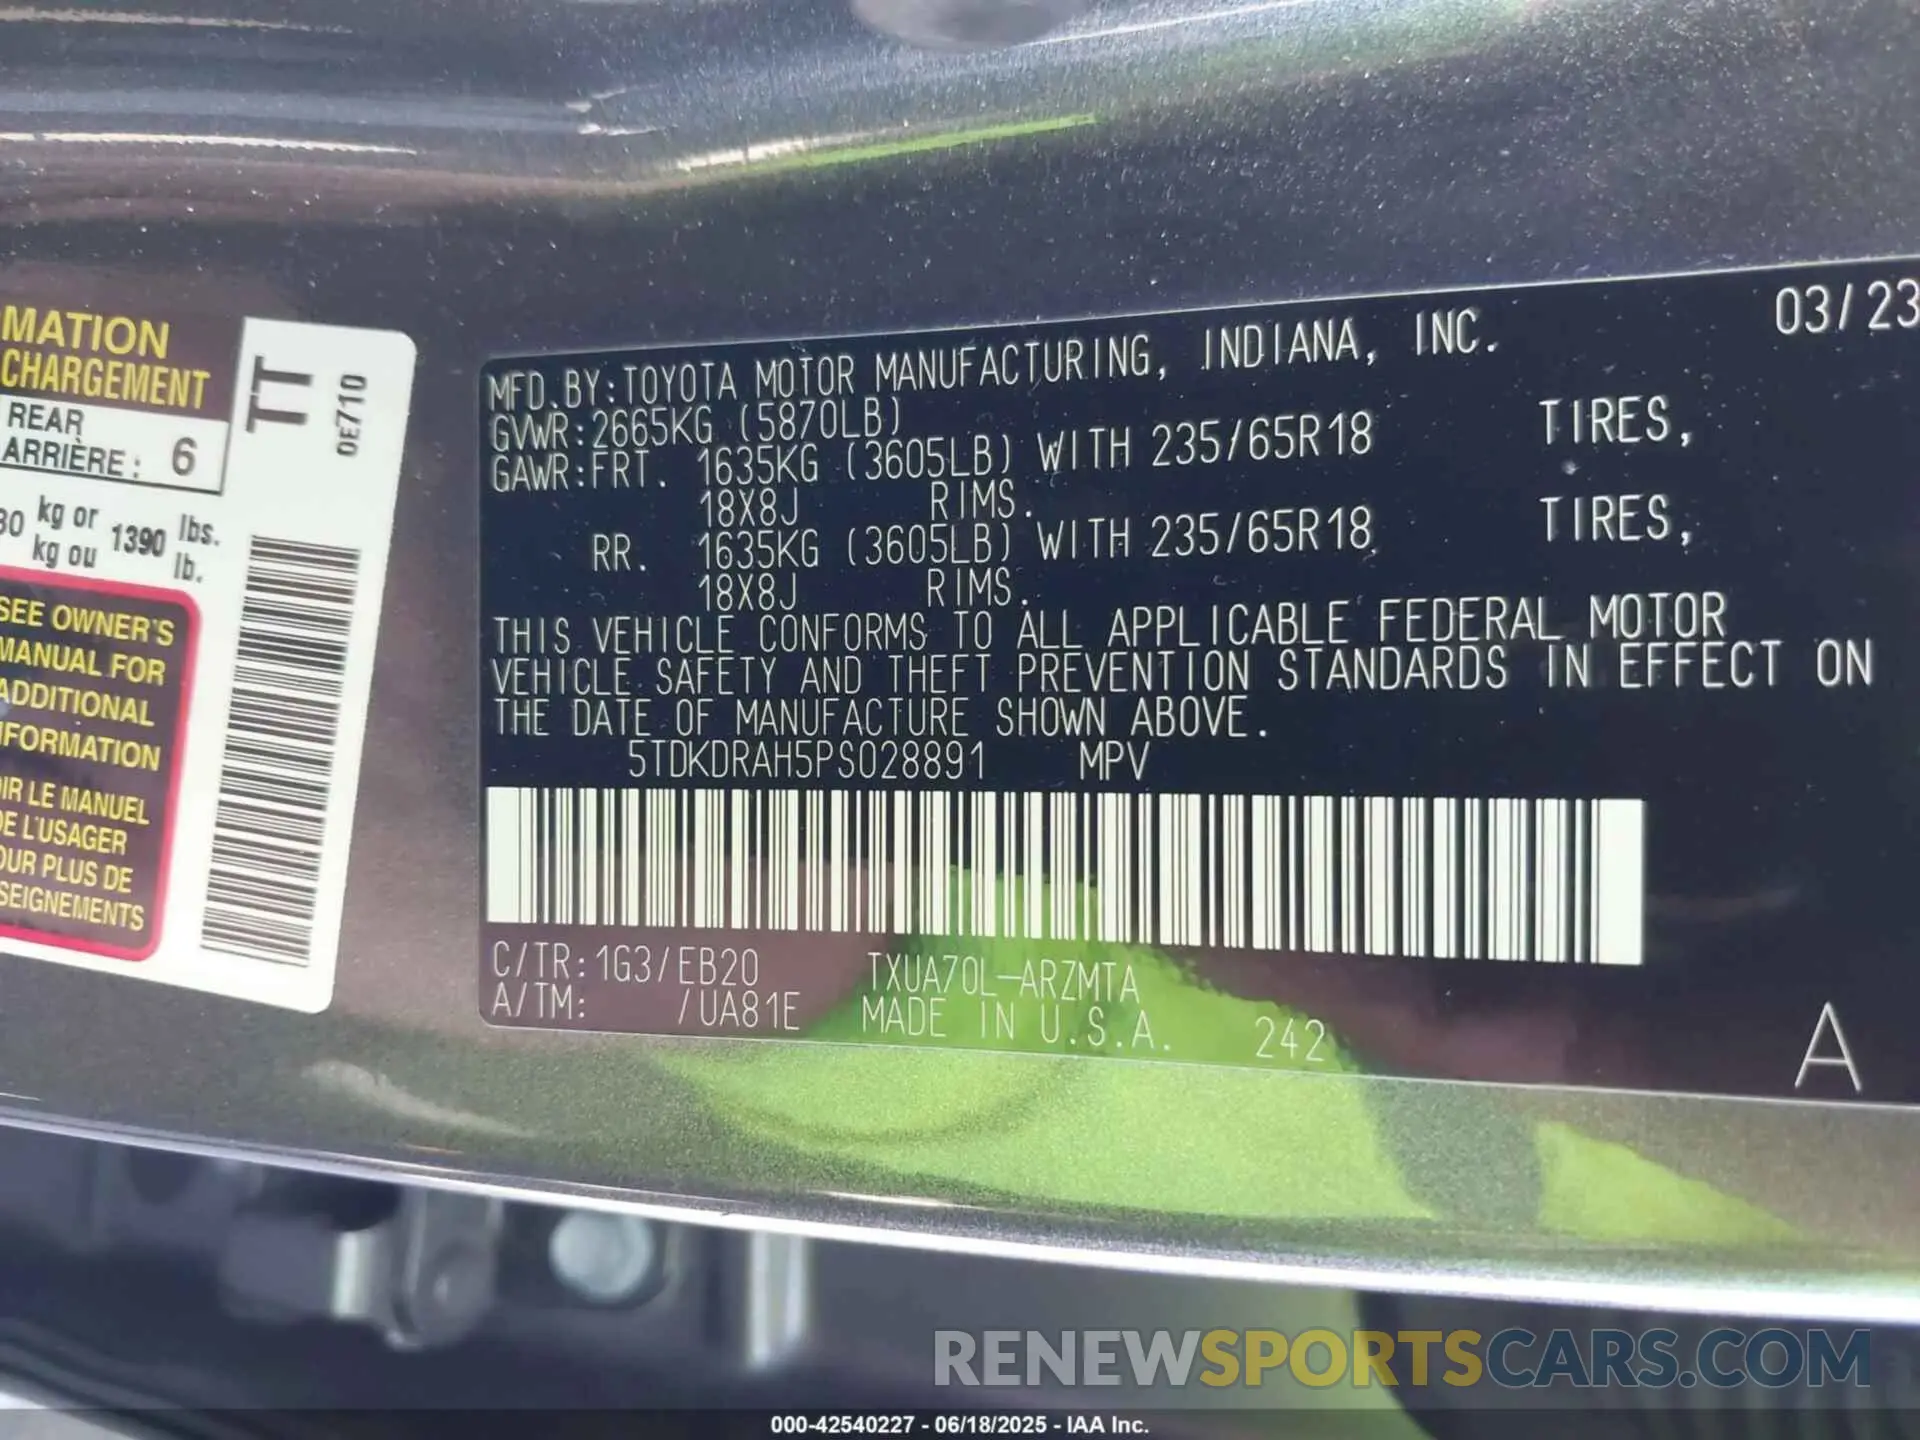 MATION
CHARGEMENT
REAR
ARRIÈRE : 6
kg or 1390 lbs.
kg ou lb.
SEE OWNER'S
MANUAL FOR
ADDITIONAL
INFORMATION
LE MANUEL
DE L'USAGER
POUR PLUS DE
TT
0E710
03/23
MFD.BY:TOYOTA MOTOR MANUFACTURING, INDIANA, INC.
GVWR:2665KG (5870LB)
GAWR:FRT. 1635KG (3605LB) WITH 235/65R18 TIRES,
18X8J RIMS.
RR. 1635KG (3605LB) WITH 235/65R18 TIRES,
18X8J RIMS.
THIS VEHICLE CONFORMS TO ALL APPLICABLE FEDERAL MOTOR
VEHICLE SAFETY AND THEFT PREVENTION STANDARDS IN EFFECT ON
THE DATE OF MANUFACTURE SHOWN ABOVE.
5TDKDRAH5PS028891 MPV
C/TR:1G3/EB20 TXUA70L-ARZMTA
A/TM: /UA81E MADE IN U.S.A. 242
A
RENEWSPORTSCARS.COM
000-42540227 - 06/18/2025 - IAA Inc.